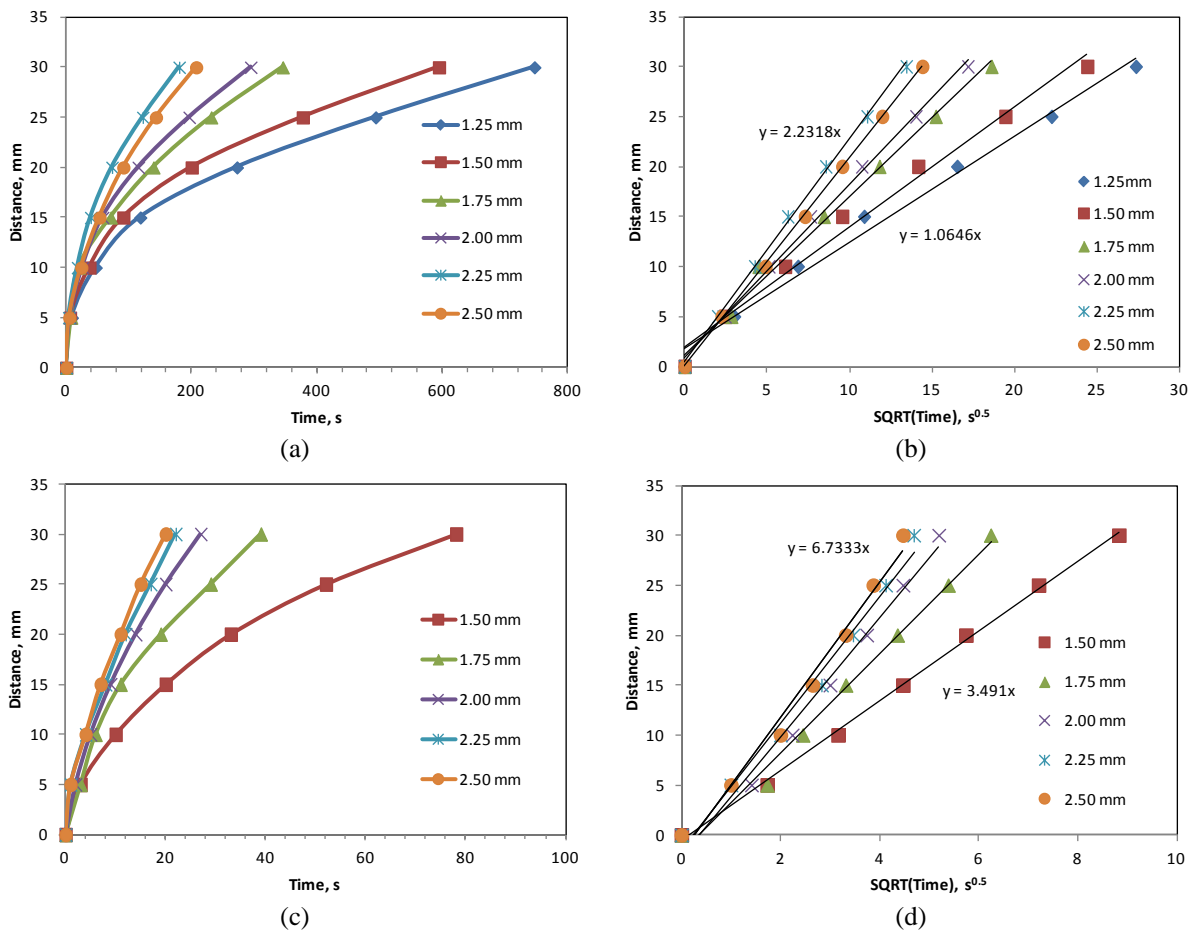 35
30
25
20
15
10
5
0
Distance, mm
0 200 400 600 800
Time, s
1.25 mm
1.50 mm
1.75 mm
2.00 mm
2.25 mm
2.50 mm
(a)
35
30
25
20
15
10
5
0
Distance, mm
0 5 10 15 20 25 30
SQRT(Time), s0.5
y = 2.2318x
y = 1.0646x
1.25mm
1.50 mm
1.75 mm
2.00 mm
2.25 mm
2.50 mm
(b)
35
30
25
20
15
10
5
0
Distance, mm
0 20 40 60 80 100
Time, s
1.50 mm
1.75 mm
2.00 mm
2.25 mm
2.50 mm
(c)
35
30
25
20
15
10
5
0
Distance, mm
0 2 4 6 8 10
SQRT(Time), s0.5
y = 6.7333x
y = 3.491x
1.50 mm
1.75 mm
2.00 mm
2.25 mm
2.50 mm
(d)